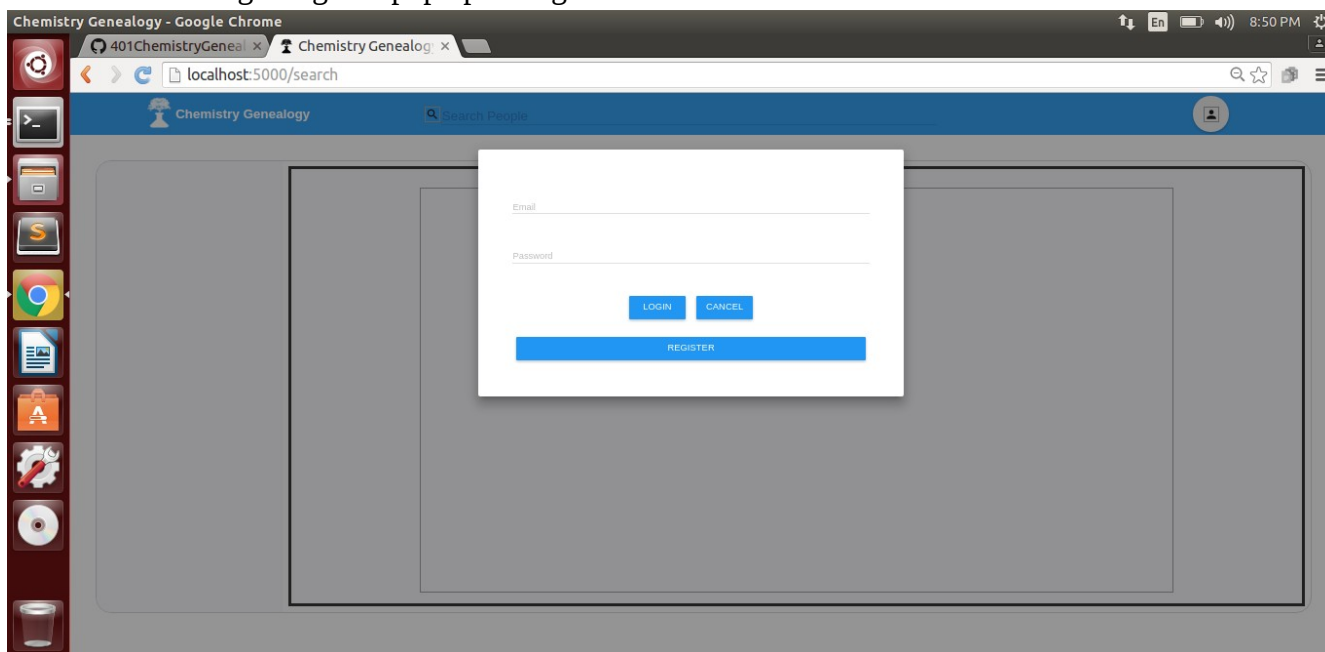 Chemistry Genealogy - Google Chrome
En
8:50 PM
401ChemistryGeneal
Chemistry Genealog
localhost:5000/search
Chemistry Genealogy
Search People
Email
Password
LOGIN
CANCEL
REGISTER